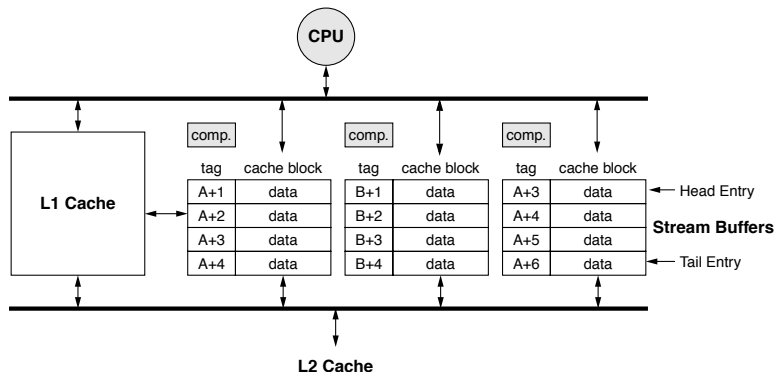 CPU
comp. comp. comp.
tag cache block tag cache block tag cache block
L1 Cache
A+1 data B+1 data A+3 data Head Entry
A+2 data B+2 data A+4 data
Stream Buffers
A+3 data B+3 data A+5 data
A+4 data B+4 data A+6 data Tail Entry
L2 Cache